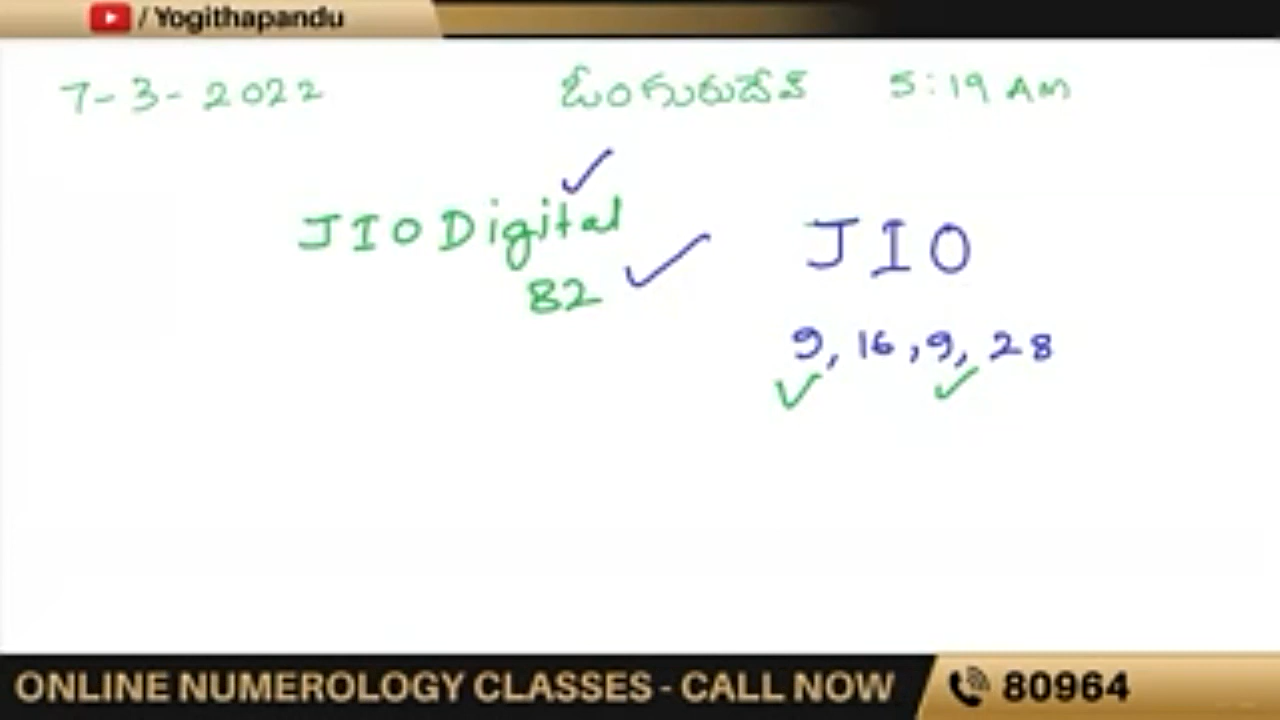 / Yogithapandu
7-3-2022 ఓంగురుదేవ్ 5:19 AM
JIO Digital JIO
82
9, 16, 9, 28
ONLINE NUMEROLOGY CLASSES - CALL NOW 80964